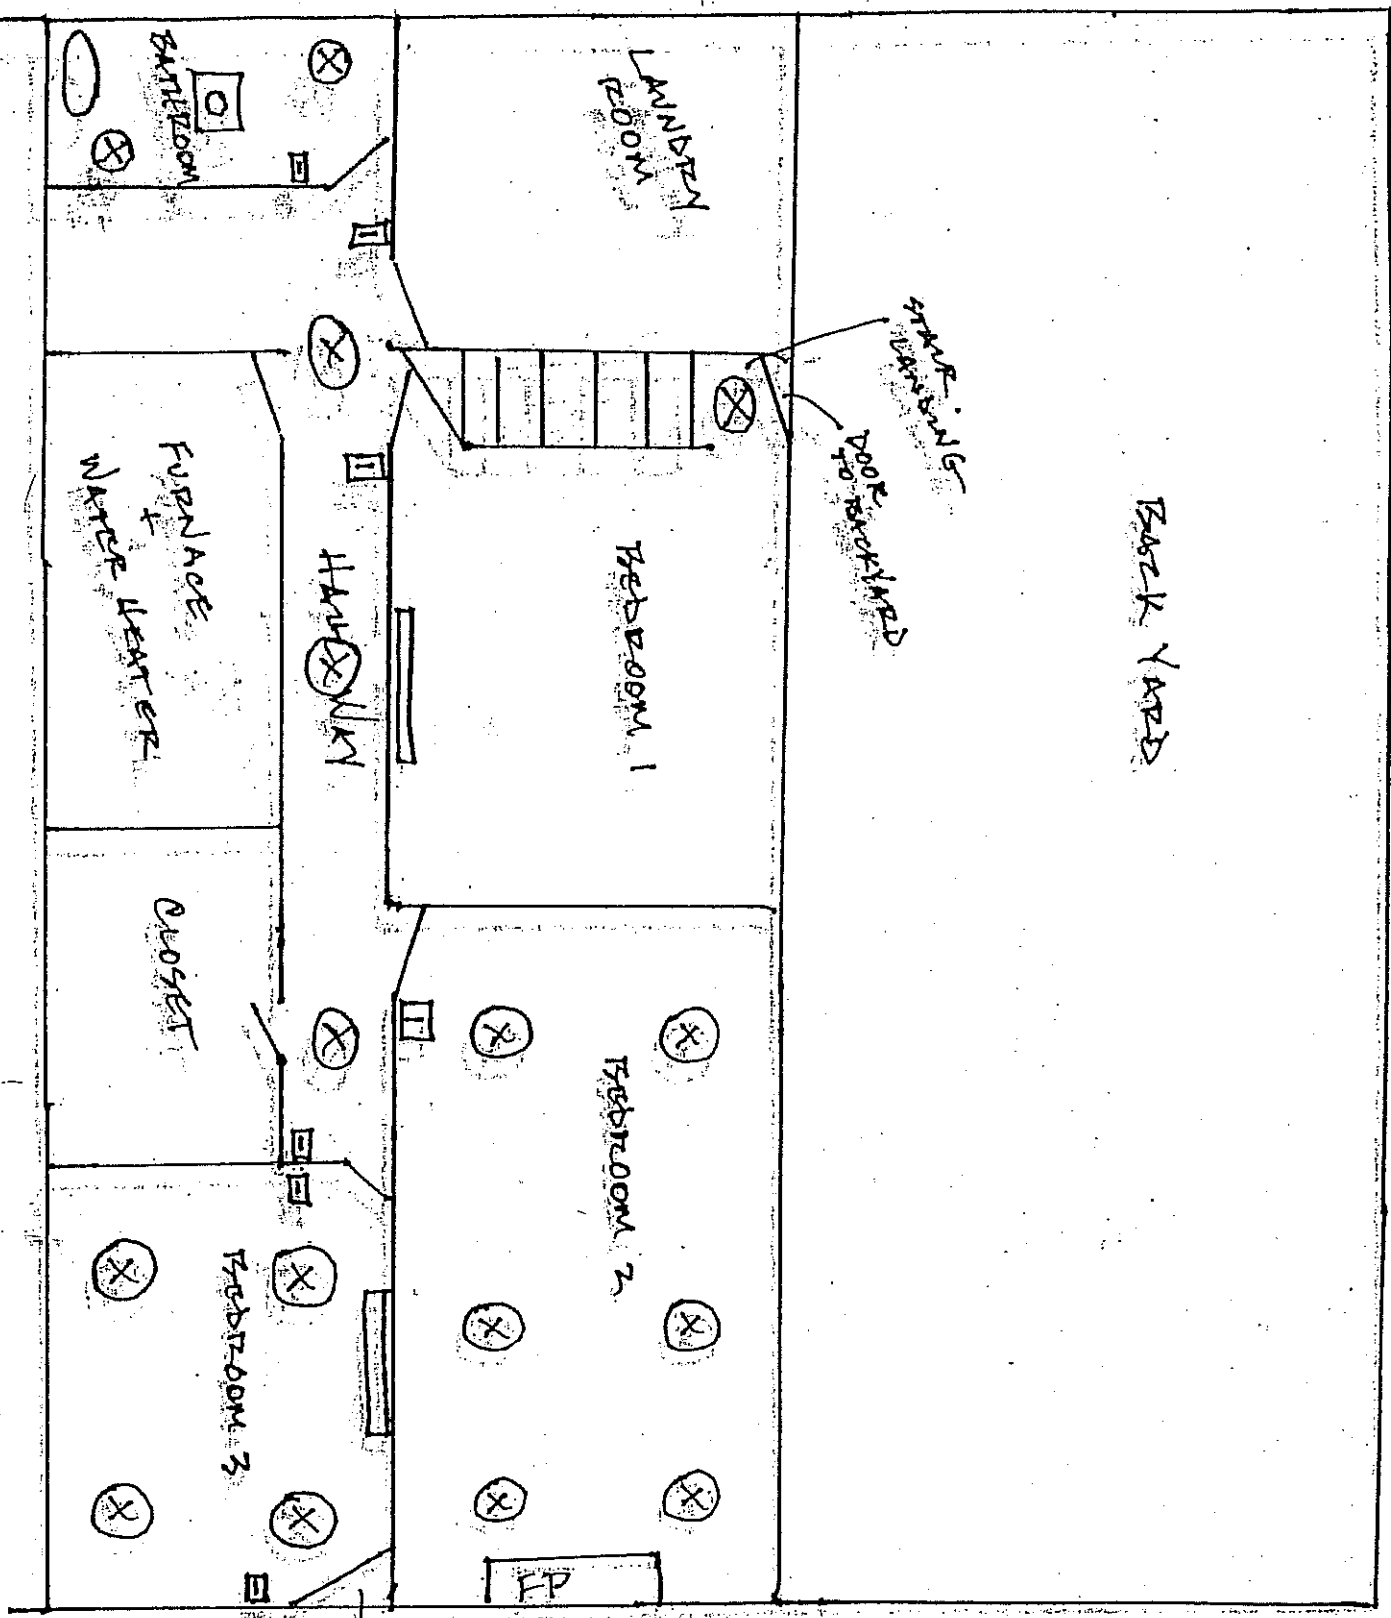 BACK YARD
STAIR
LANDING
DOOR
TO BACKYARD
LAUNDRY
ROOM
BEDROOM 1
BEDROOM 2
FP
BATHROOM
HALLWAY
FURNACE
+
WATER HEATER
CLOSET
BEDROOM 3